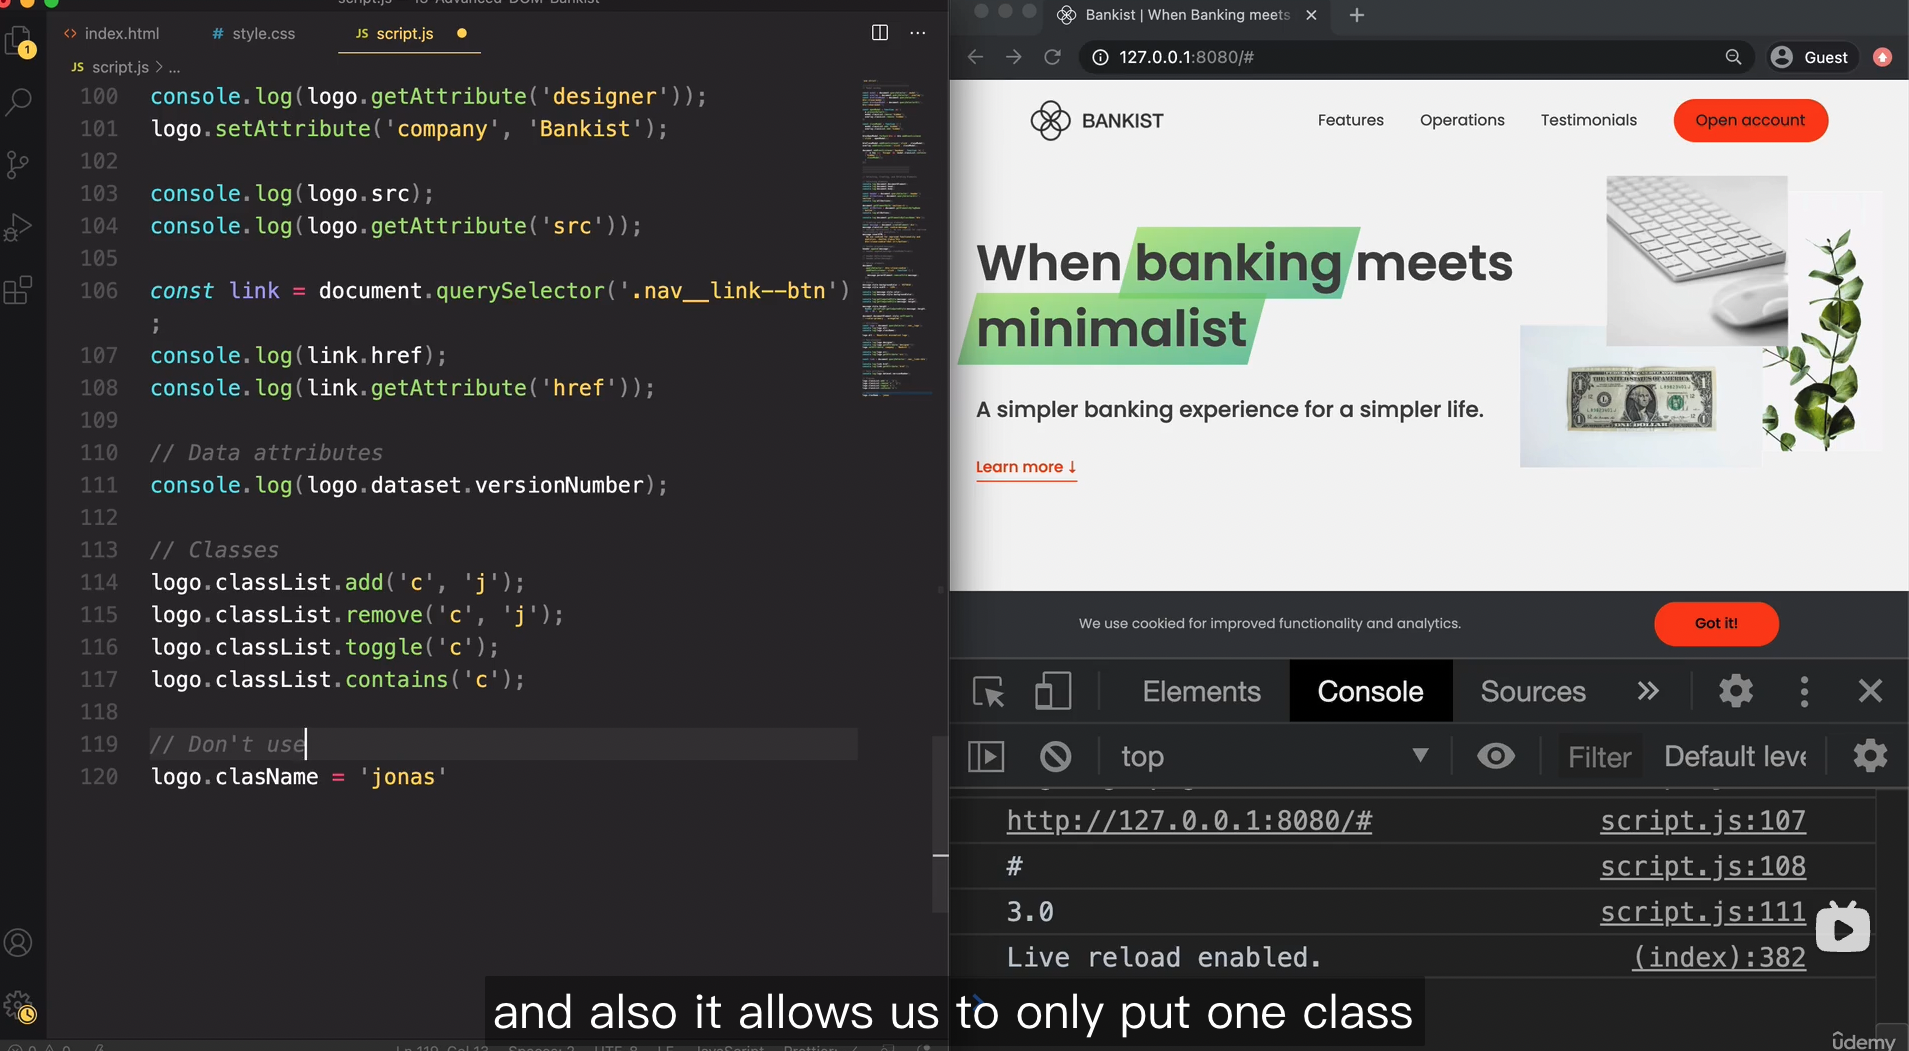 index.html
style.css
JS script.js
JS script.js > ...
100 console.log(logo.getAttribute('designer'));
101 logo.setAttribute('company', 'Bankist');
102
103 console.log(logo.src);
104 console.log(logo.getAttribute('src'));
105
106 const link = document.querySelector('.nav__link--btn')
;
107 console.log(link.href);
108 console.log(link.getAttribute('href'));
109
110 // Data attributes
111 console.log(logo.dataset.versionNumber);
112
113 // Classes
114 logo.classList.add('c', 'j');
115 logo.classList.remove('c', 'j');
116 logo.classList.toggle('c');
117 logo.classList.contains('c');
118
119 // Don't use
120 logo.clasName = 'jonas'
1
Bankist | When Banking meets
127.0.0.1:8080/#
Guest
BANKIST
Features
Operations
Testimonials
Open account
When banking meets
minimalist
A simpler banking experience for a simpler life.
Learn more ↓
We use cookied for improved functionality and analytics.
Got it!
Elements
Console
Sources
top
Filter
Default leve
http://127.0.0.1:8080/# script.js:107
# script.js:108
3.0 script.js:111
Live reload enabled. (index):382
and also it allows us to only put one class
ûdemy